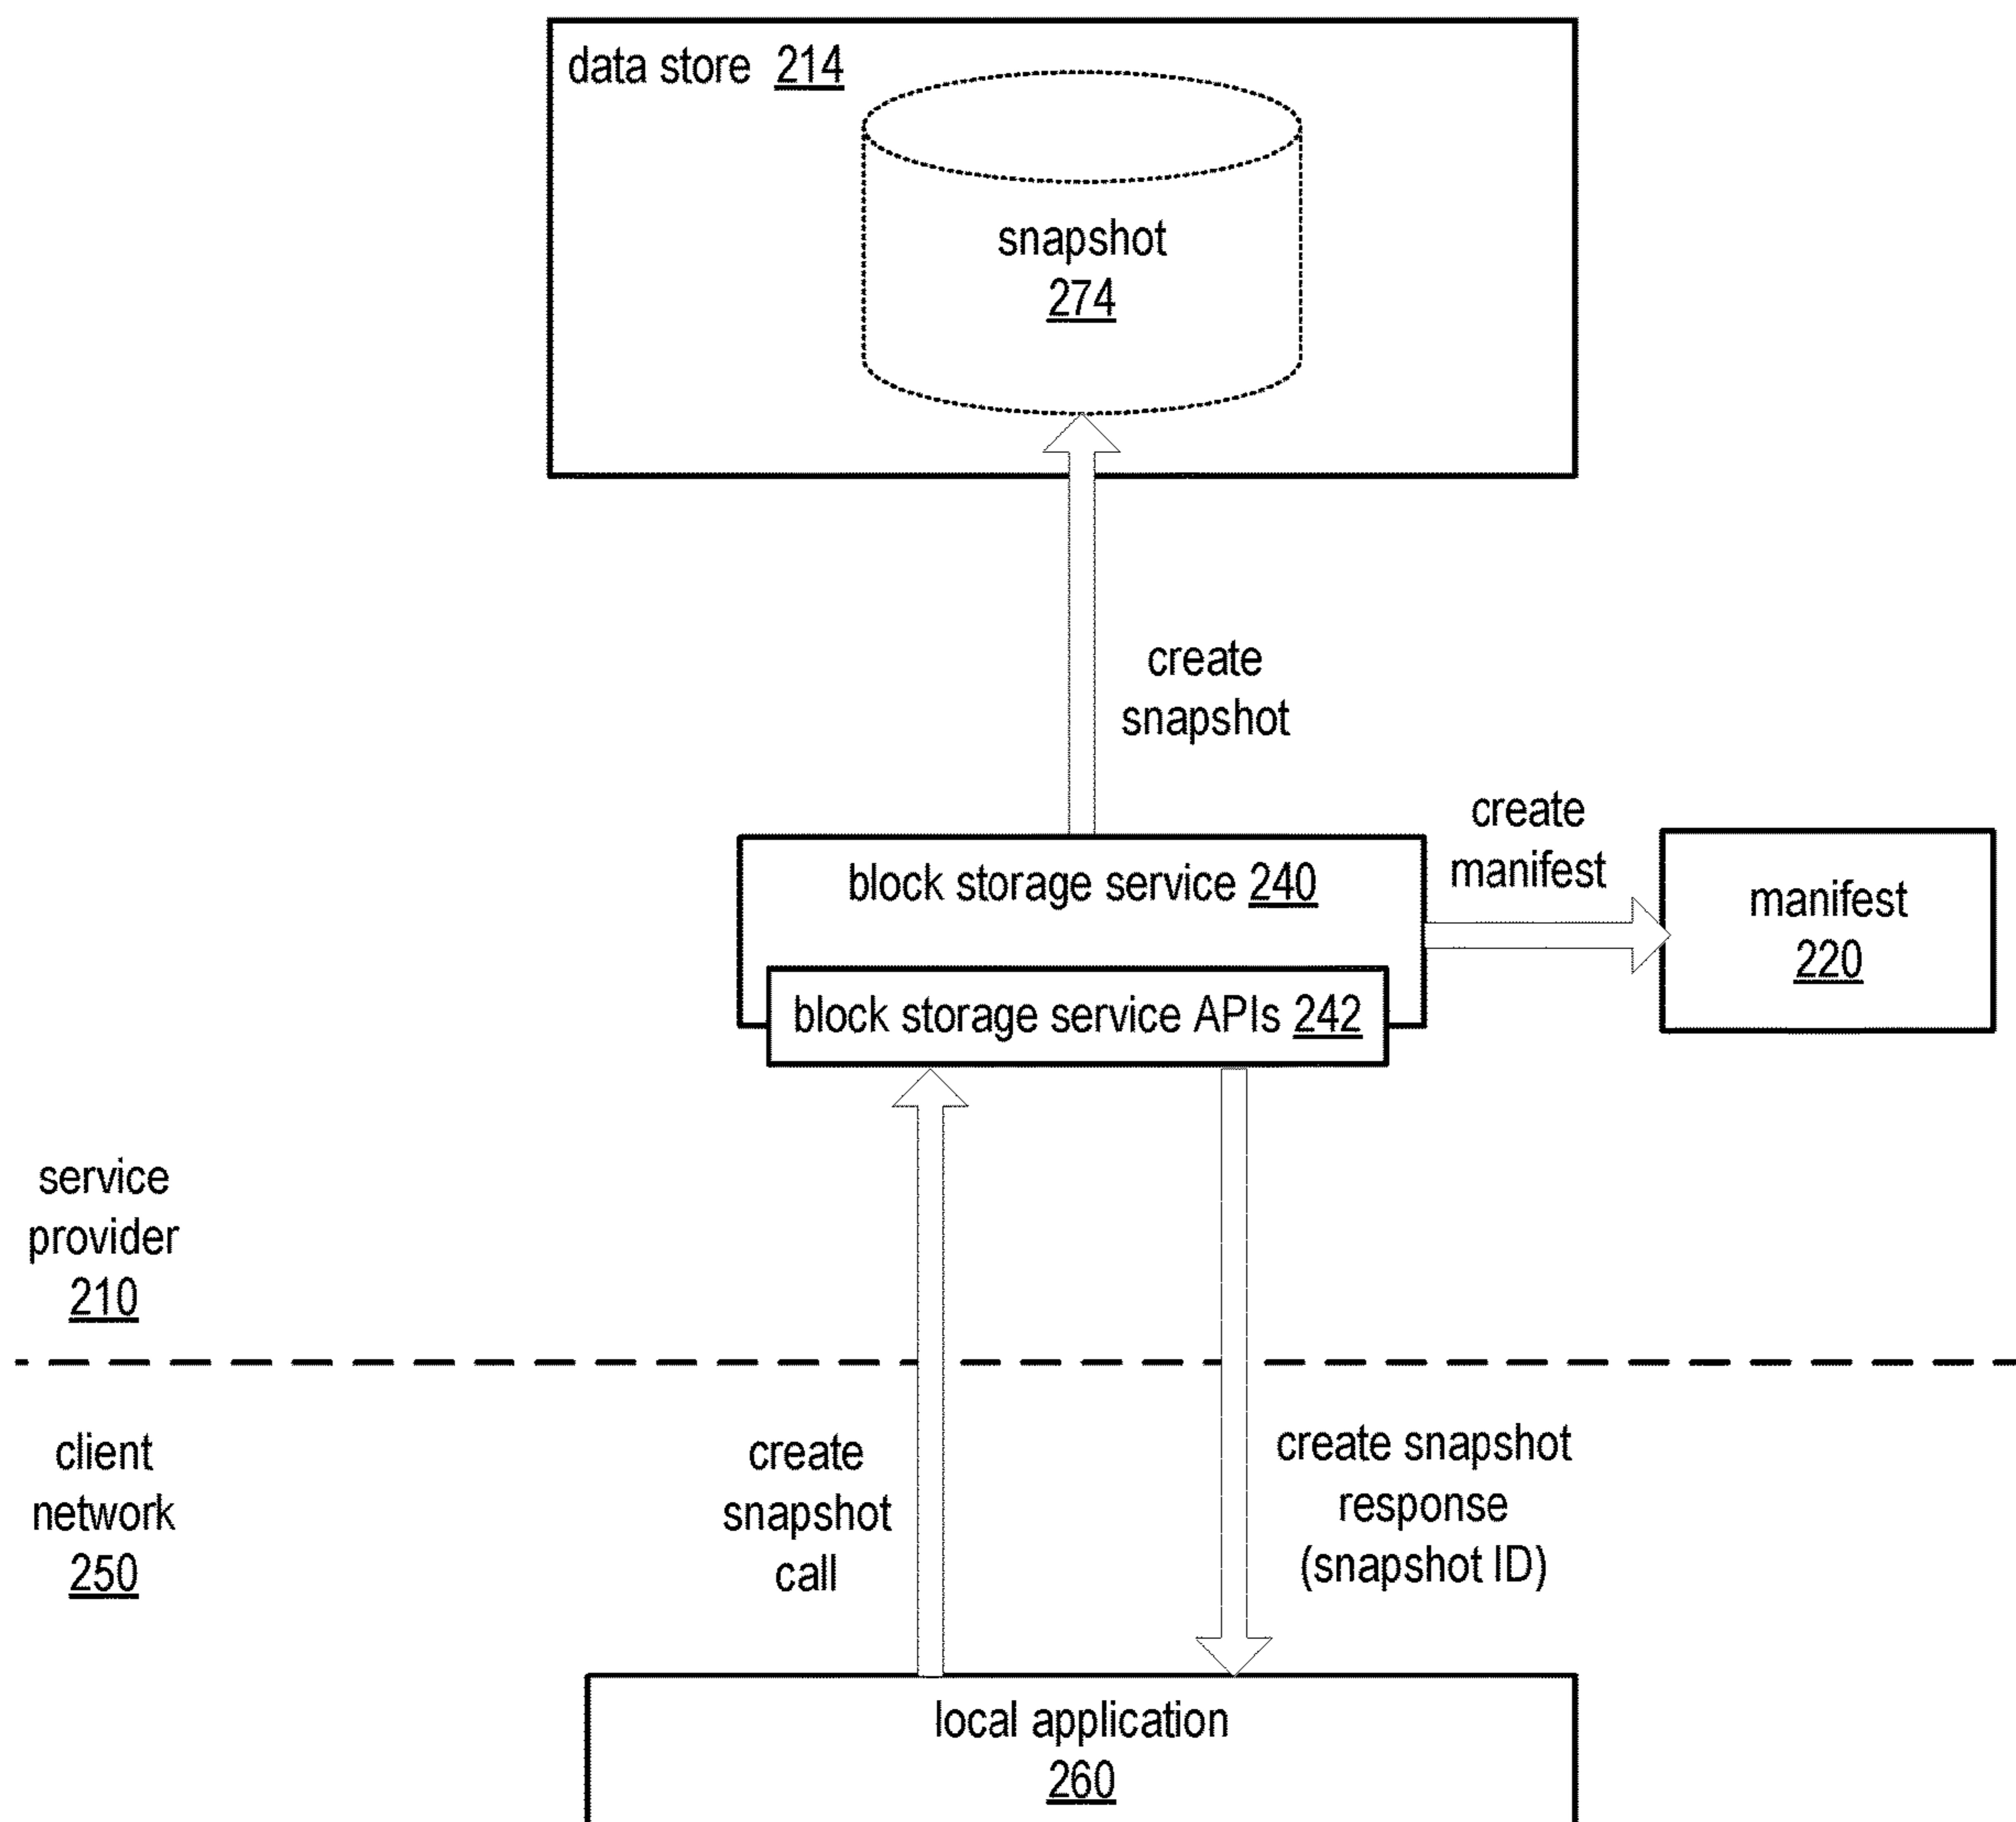 data store 214
snapshot
274
create
snapshot
create
manifest
block storage service 240
manifest
220
block storage service APIs 242
service
provider
210
client
network
250
create
snapshot
call
create snapshot
response
(snapshot ID)
local application
260